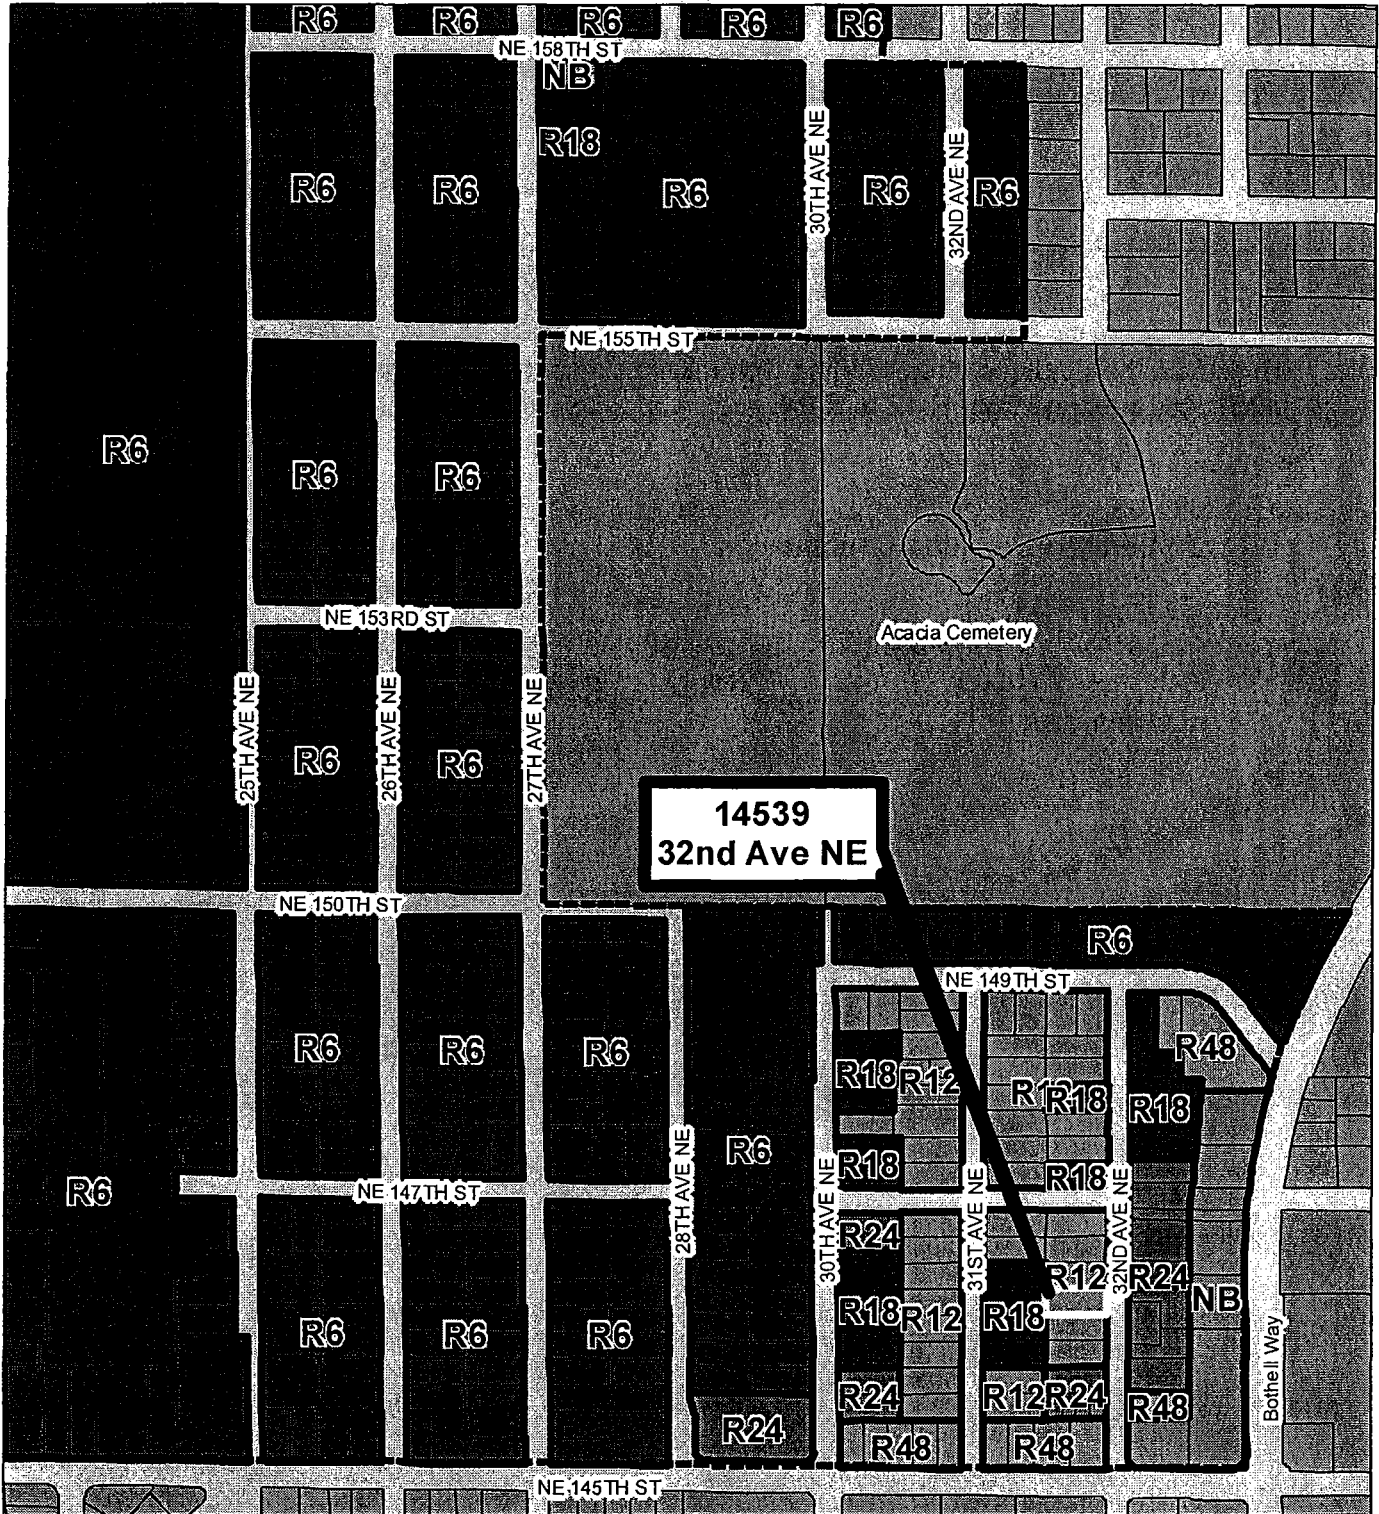 R6 R6 R6 R6 R6
NE 158TH ST
NB
R18
R6 R6 R6 R6 R6
30TH AVE NE
32ND AVE NE
NE 155TH ST
R6
R6 R6
NE 153RD ST
Acacia Cemetery
25TH AVE NE
26TH AVE NE
27TH AVE NE
R6 R6
14539
32nd Ave NE
NE 150TH ST
R6
NE 149TH ST
R6 R6 R6
R48
R18 R12
R18 R18
R6
R18 R18
28TH AVE NE
30TH AVE NE
31ST AVE NE
32ND AVE NE
R6
NE 147TH ST
R24
R12 R24
NB
R18 R12 R18
R6 R6 R6
Bothell Way
R24 R12 R24 R48
R24
R48 R48
NE 145TH ST